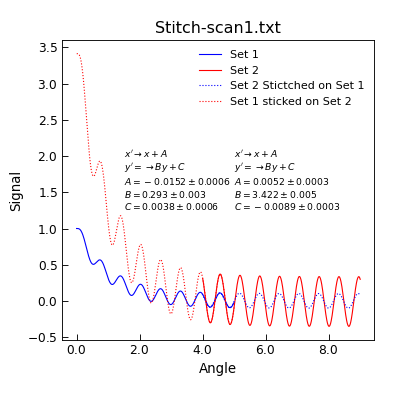 Stitch-scan1.txt
Set 1
Set 2
Set 2 Stictched on Set 1
Set 1 sticked on Set 2
x′→x+A
y′=→By+C
A=−0.0152±0.0006
B=0.293±0.003
C=0.0038±0.0006
x′→x+A
y′=→By+C
A=0.0052±0.0003
B=3.422±0.005
C=−0.0089±0.0003
3.5
3.0
2.5
2.0
1.5
1.0
0.5
0.0
−0.5
Signal
0.0 2.0 4.0 6.0 8.0
Angle